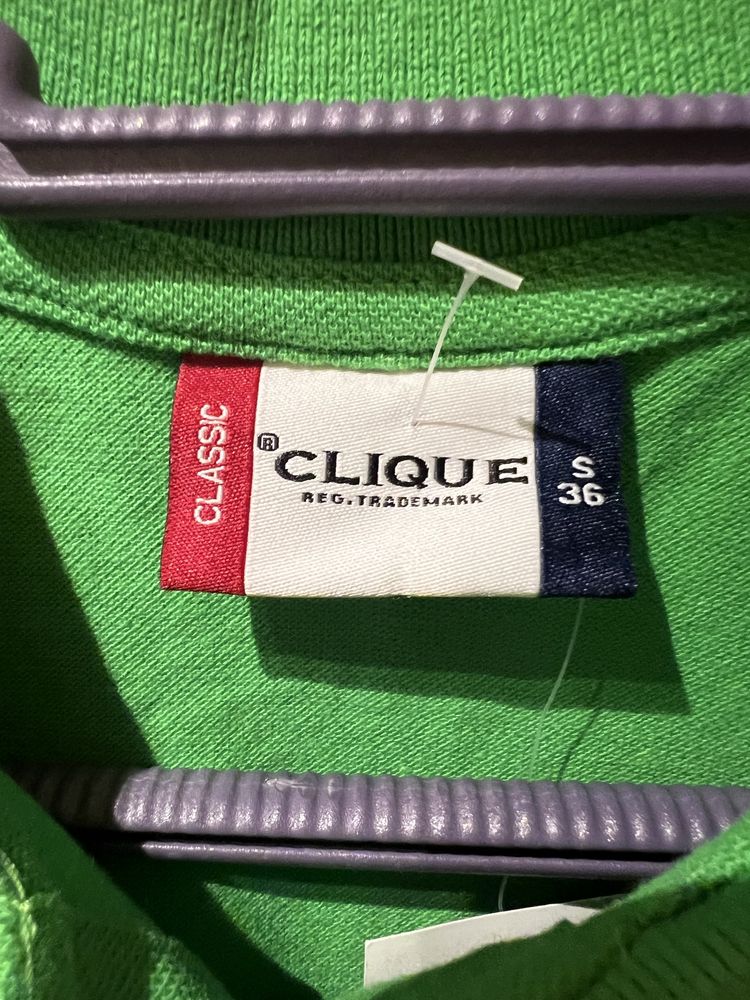 CLASSIC
® CLIQUE
REG. TRADEMARK
S
36